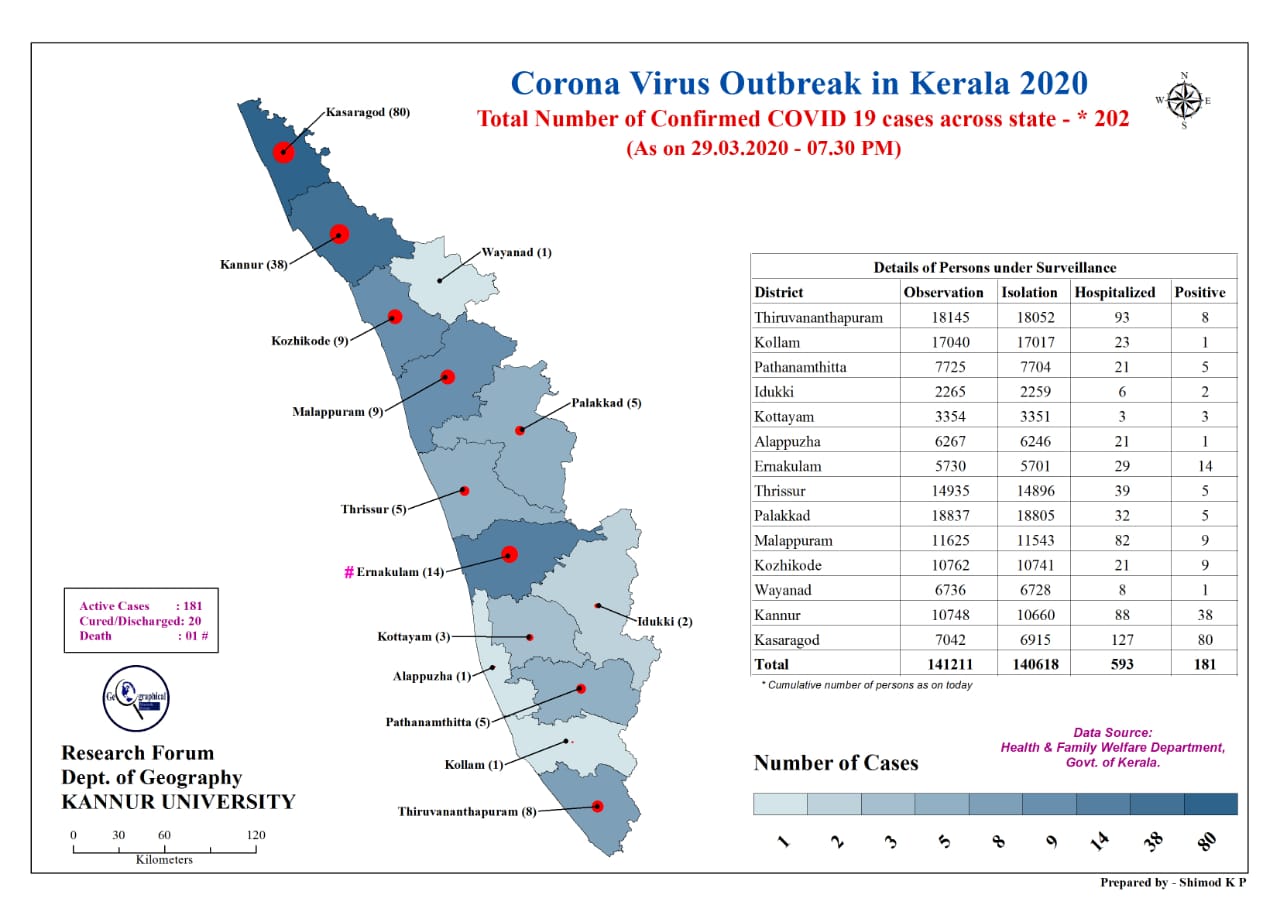 Corona Virus Outbreak in Kerala 2020
Total Number of Confirmed COVID 19 cases across state - * 202
(As on 29.03.2020 - 07.30 PM)
N
W E
S
Kasaragod (80)
Kannur (38)
Wayanad (1)
Kozhikode (9)
Malappuram (9)
Palakkad (5)
Thrissur (5)
# Ernakulam (14)
Idukki (2)
Kottayam (3)
Alappuzha (1)
Pathanamthitta (5)
Kollam (1)
Thiruvananthapuram (8)
Details of Persons under Surveillance
District Observation Isolation Hospitalized Positive
Thiruvananthapuram 18145 18052 93 8
Kollam 17040 17017 23 1
Pathanamthitta 7725 7704 21 5
Idukki 2265 2259 6 2
Kottayam 3354 3351 3 3
Alappuzha 6267 6246 21 1
Ernakulam 5730 5701 29 14
Thrissur 14935 14896 39 5
Palakkad 18837 18805 32 5
Malappuram 11625 11543 82 9
Kozhikode 10762 10741 21 9
Wayanad 6736 6728 8 1
Kannur 10748 10660 88 38
Kasaragod 7042 6915 127 80
Total 141211 140618 593 181
* Cumulative number of persons as on today
Active Cases : 181
Cured/Discharged: 20
Death : 01 #
Geographical
Research Forum
Dept. of Geography
KANNUR UNIVERSITY
0 30 60 120
Kilometers
Data Source:
Health & Family Welfare Department,
Govt. of Kerala.
Number of Cases
1 2 3 5 8 9 14 38 80
Prepared by - Shimod K P